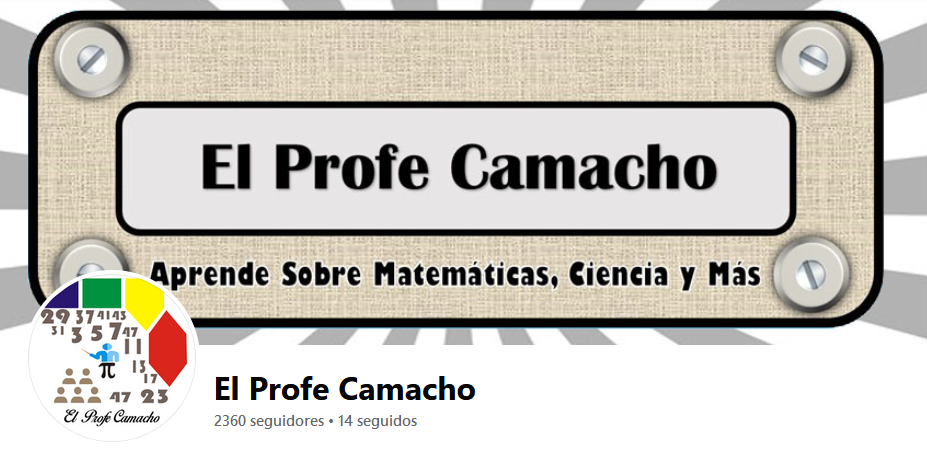 El Profe Camacho
Aprende Sobre Matemáticas, Ciencia y Más
29 37 41 43
31 3 5 7 47
11
π
13
17
47 23
El Profe Camacho
El Profe Camacho
2360 seguidores • 14 seguidos